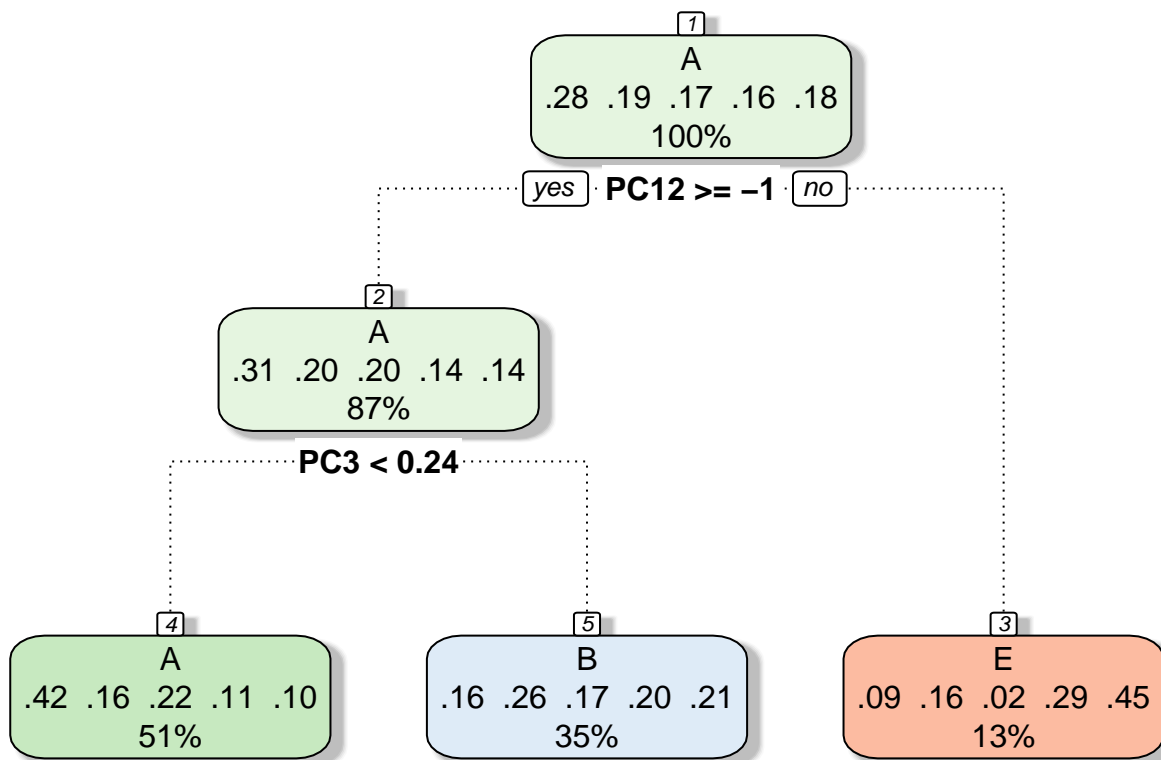 1
A
.28 .19 .17 .16 .18
100%
yes PC12 >= −1 no
2
A
.31 .20 .20 .14 .14
87%
PC3 < 0.24
4
A
.42 .16 .22 .11 .10
51%
5
B
.16 .26 .17 .20 .21
35%
3
E
.09 .16 .02 .29 .45
13%